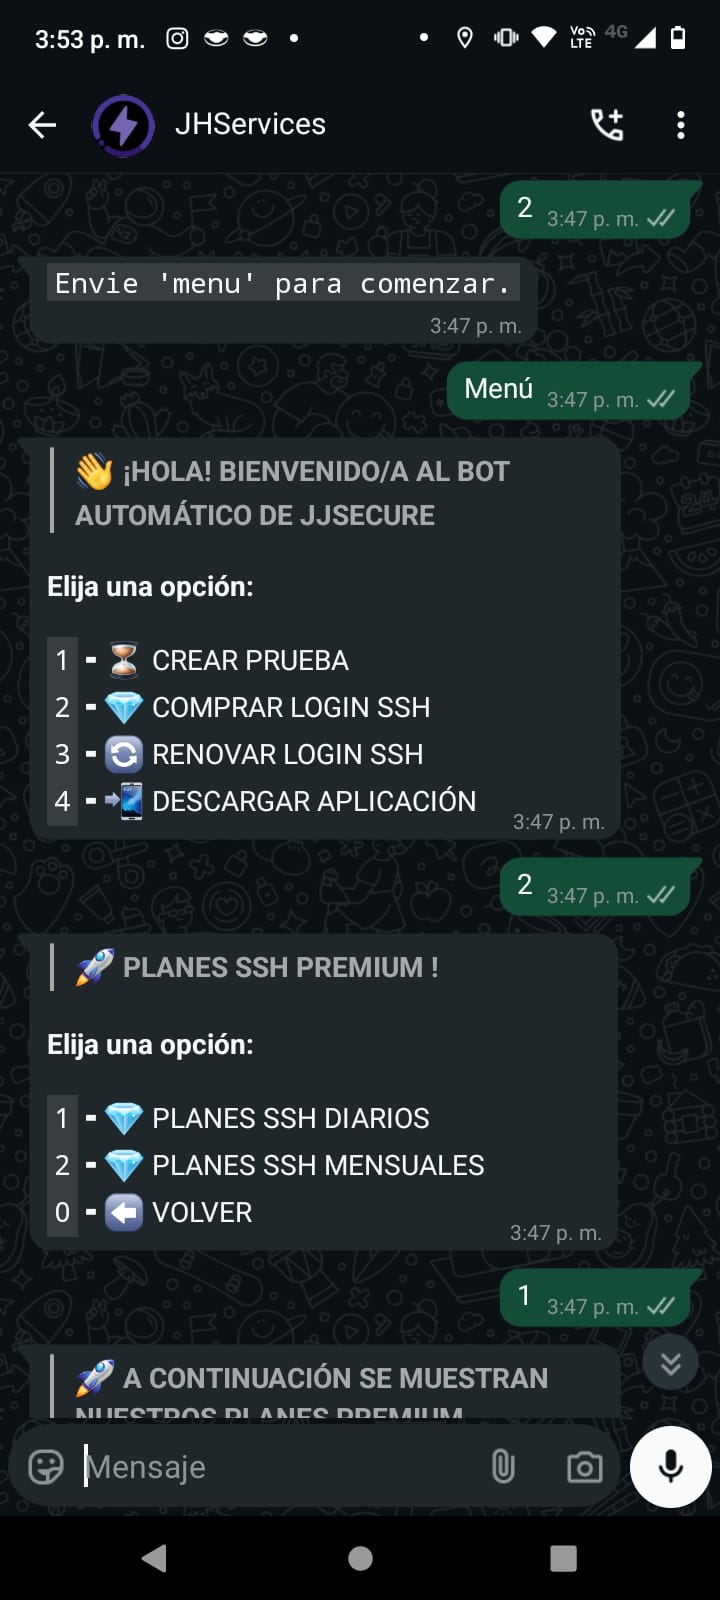 3:53 p. m.
Vo LTE 4G
JHServices
2 3:47 p. m.
Envie 'menu' para comenzar.
3:47 p. m.
Menú 3:47 p. m.
👋 ¡HOLA! BIENVENIDO/A AL BOT
AUTOMÁTICO DE JJSECURE
Elija una opción:
1 - ⏳ CREAR PRUEBA
2 - 💎 COMPRAR LOGIN SSH
3 - 🔄 RENOVAR LOGIN SSH
4 - 📲 DESCARGAR APLICACIÓN
3:47 p. m.
2 3:47 p. m.
🚀 PLANES SSH PREMIUM !
Elija una opción:
1 - 💎 PLANES SSH DIARIOS
2 - 💎 PLANES SSH MENSUALES
0 - ⬅️ VOLVER
3:47 p. m.
1 3:47 p. m.
🚀 A CONTINUACIÓN SE MUESTRAN
NUESTROS PLANES PREMIUM
Mensaje